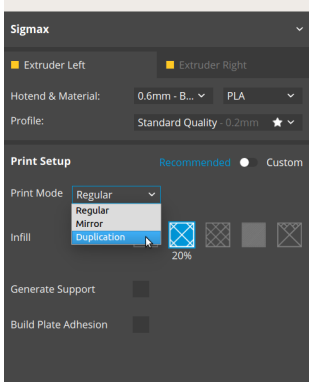 Sigmax
Extruder Left
Extruder Right
Hotend & Material:
0.6mm - B...
PLA
Profile:
Standard Quality - 0.2mm
Print Setup
Recommended
Custom
Print Mode
Regular
Regular
Mirror
Duplication
Infill
20%
Generate Support
Build Plate Adhesion